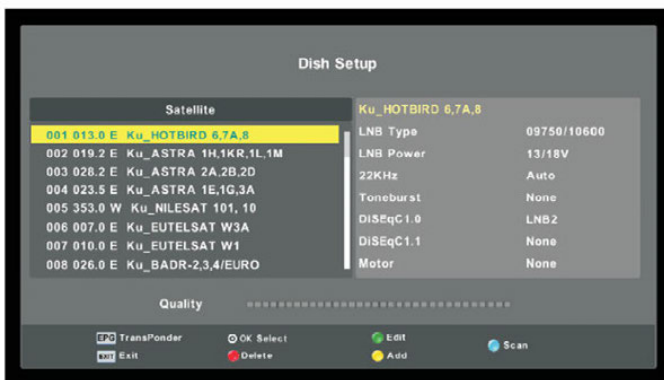 Dish Setup
Satellite
001 013.0 E Ku_HOTBIRD 6,7A,8
002 019.2 E Ku_ASTRA 1H,1KR,1L,1M
003 028.2 E Ku_ASTRA 2A,2B,2D
004 023.5 E Ku_ASTRA 1E,1G,3A
005 353.0 W Ku_NILESAT 101, 10
006 007.0 E Ku_EUTELSAT W3A
007 010.0 E Ku_EUTELSAT W1
008 026.0 E Ku_BADR-2,3,4/EURO
Ku_HOTBIRD 6,7A,8
LNB Type 09750/10600
LNB Power 13/18V
22KHz Auto
Toneburst None
DiSEqC1.0 LNB2
DiSEqC1.1 None
Motor None
Quality
EPG TransPonder OK Select Edit Scan
EXIT Exit Delete Add